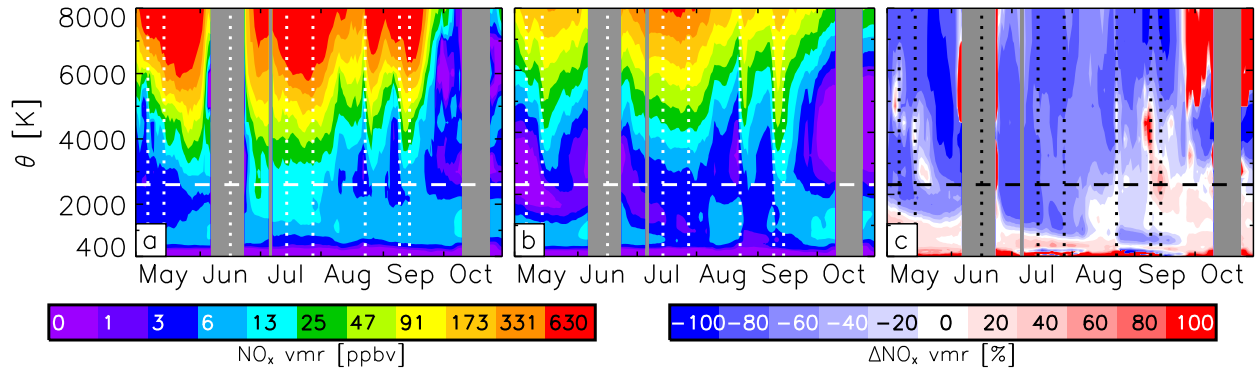 8000
6000
4000
2000
400
θ [K]
a
b
c
May Jun Jul Aug Sep Oct
May Jun Jul Aug Sep Oct
May Jun Jul Aug Sep Oct
0 1 3 6 13 25 47 91 173 331 630
NOₓ vmr [ppbv]
−100 −80 −60 −40 −20 0 20 40 60 80 100
ΔNOₓ vmr [%]